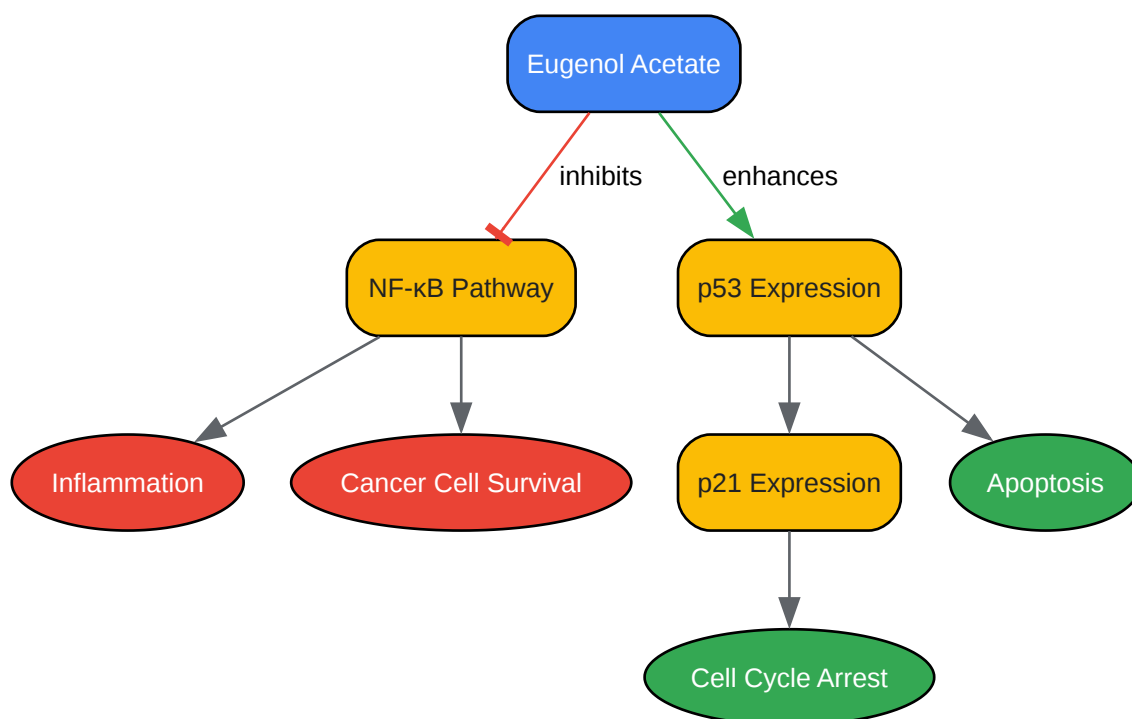 Eugenol Acetate
inhibits
enhances
NF-κB Pathway
p53 Expression
Inflammation
Cancer Cell Survival
p21 Expression
Apoptosis
Cell Cycle Arrest